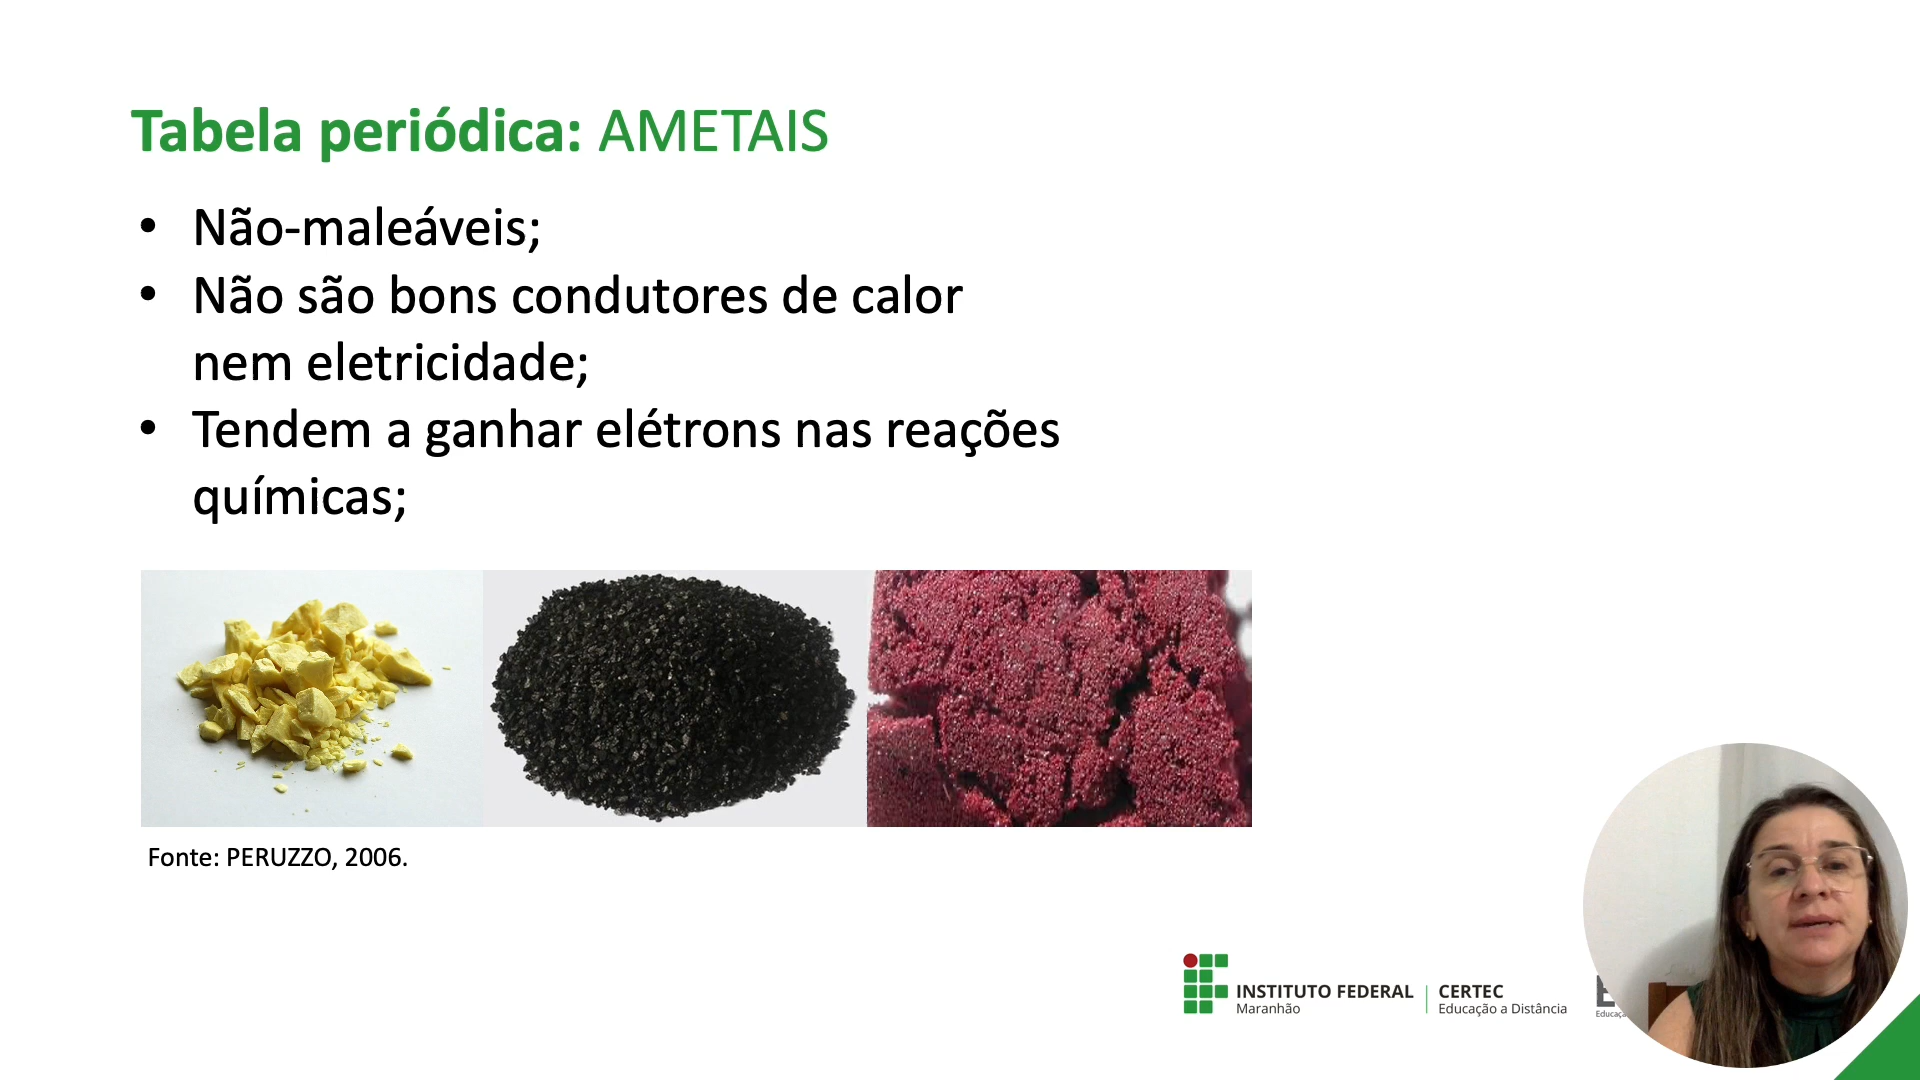 Tabela periódica: AMETAIS
• Não-maleáveis;
• Não são bons condutores de calor
nem eletricidade;
• Tendem a ganhar elétrons nas reações
químicas;
Fonte: PERUZZO, 2006.
INSTITUTO FEDERAL
Maranhão
CERTEC
Educação a Distância